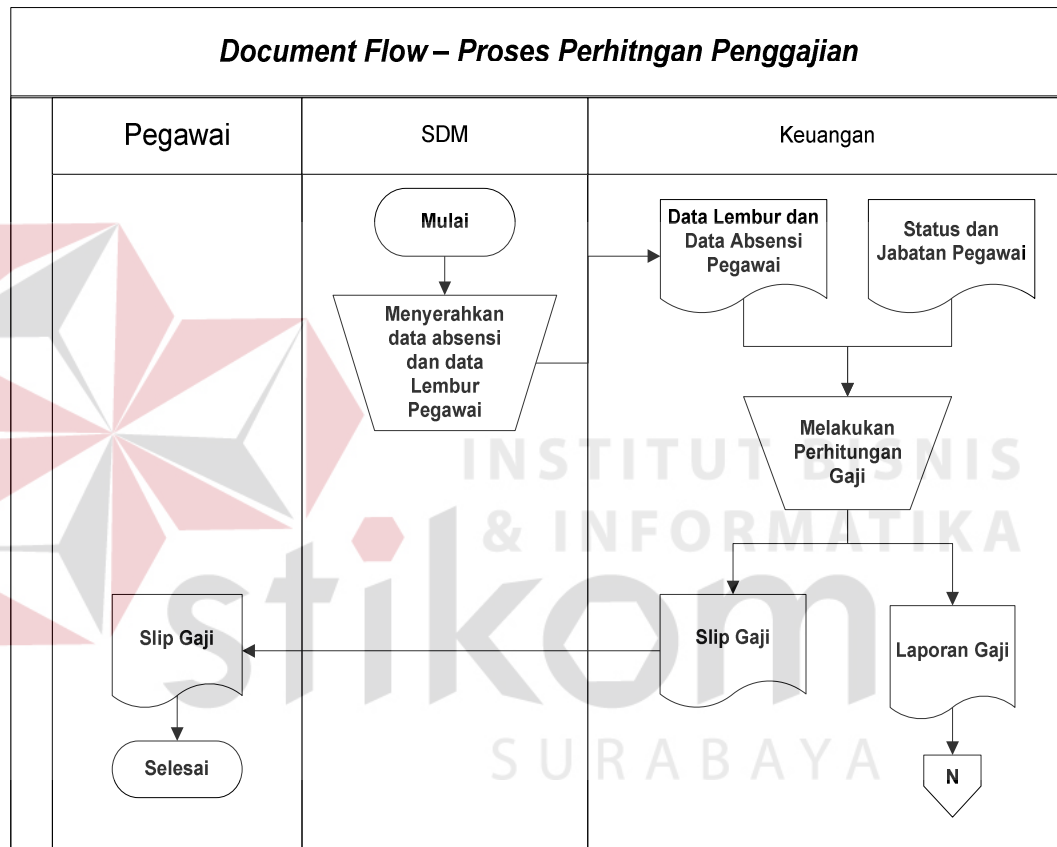 Document Flow – Proses Perhitngan Penggajian
Pegawai
SDM
Keuangan
Mulai
Menyerahkan
data absensi
dan data
Lembur
Pegawai
Data Lembur dan
Data Absensi
Pegawai
Status dan
Jabatan Pegawai
Melakukan
Perhitungan
Gaji
Slip Gaji
Slip Gaji
Laporan Gaji
Selesai
N
INSTITUT BISNIS
& INFORMATIKA
stikom
SURABAYA